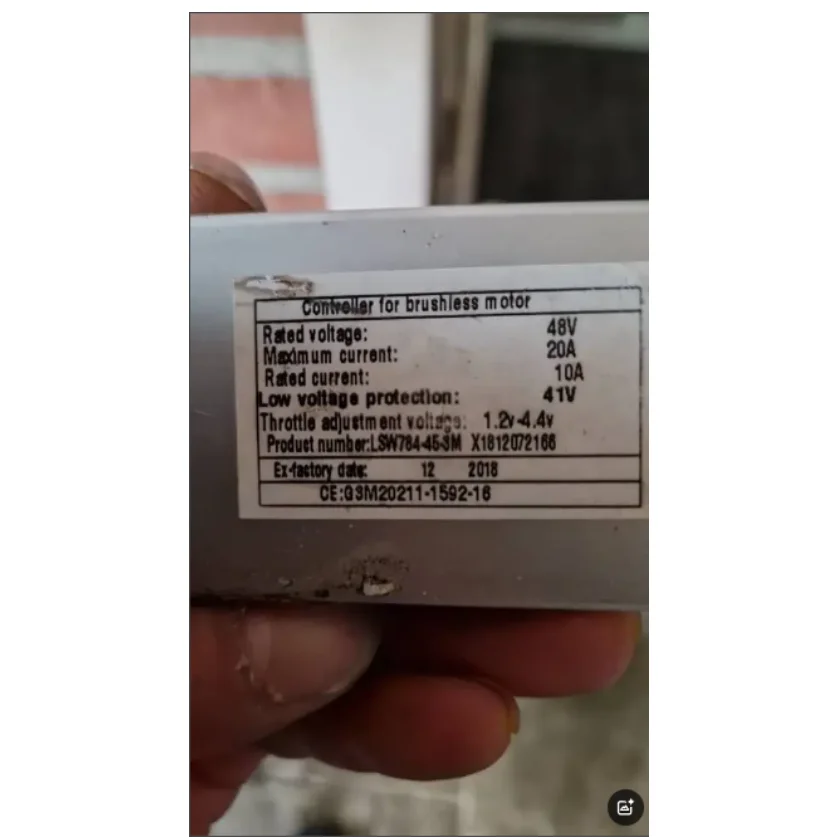 Controller for brushless motor
Rated voltage: 48V
Maximum current: 20A
Rated current: 10A
Low voltage protection: 41V
Throttle adjustment voltage: 1.2v-4.4v
Product number:LSW784-45-3M X1812072166
Ex-factory date: 12 2018
CE:G3M20211-1592-16